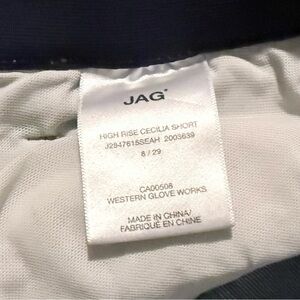 JAG
HIGH RISE CECILIA SHORT
J2847615SEAH 2003639
8 / 29
CA00508
WESTERN GLOVE WORKS
MADE IN CHINA/
FABRIQUÉ EN CHINE